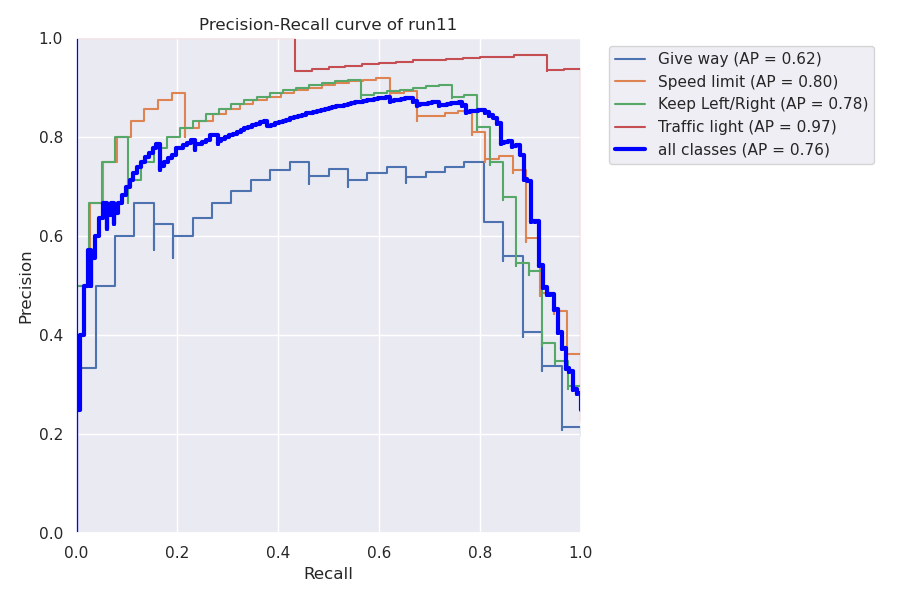 Precision-Recall curve of run11
1.0
0.8
0.6
0.4
0.2
0.0
Precision
0.0 0.2 0.4 0.6 0.8 1.0
Recall
Give way (AP = 0.62)
Speed limit (AP = 0.80)
Keep Left/Right (AP = 0.78)
Traffic light (AP = 0.97)
all classes (AP = 0.76)